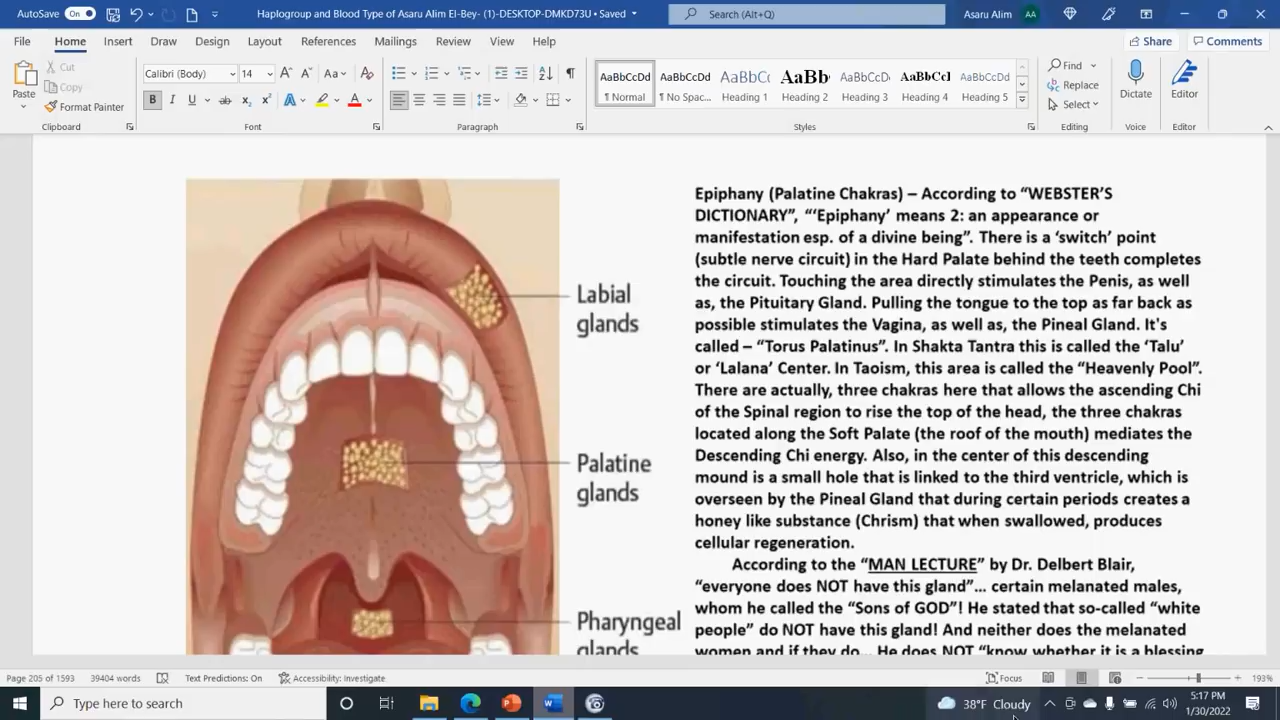 AutoSave On Haplogroup and Blood Type of Asaru Alim El-Bey- (1)-DESKTOP-DMKD73U • Saved Search (Alt+Q) Asaru Alim AA
File Home Insert Draw Design Layout References Mailings Review View Help Share Comments
Paste Cut Copy Format Painter
Calibri (Body) 14
AaBbCcDd AaBbCcDd AaBbC AaBb AaBbCcD AaBbCcI AaBbCcDd
¶ Normal ¶ No Spac... Heading 1 Heading 2 Heading 3 Heading 4 Heading 5
Find Replace Select Dictate Editor
Clipboard Font Paragraph Styles Editing Voice Editor
Labial
glands
Palatine
glands
Pharyngeal
glands
Epiphany (Palatine Chakras) – According to “WEBSTER’S
DICTIONARY”, “‘Epiphany’ means 2: an appearance or
manifestation esp. of a divine being”. There is a ‘switch’ point
(subtle nerve circuit) in the Hard Palate behind the teeth completes
the circuit. Touching the area directly stimulates the Penis, as well
as, the Pituitary Gland. Pulling the tongue to the top as far back as
possible stimulates the Vagina, as well as, the Pineal Gland. It's
called – “Torus Palatinus”. In Shakta Tantra this is called the ‘Talu’
or ‘Lalana’ Center. In Taoism, this area is called the “Heavenly Pool”.
There are actually, three chakras here that allows the ascending Chi
of the Spinal region to rise the top of the head, the three chakras
located along the Soft Palate (the roof of the mouth) mediates the
Descending Chi energy. Also, in the center of this descending
mound is a small hole that is linked to the third ventricle, which is
overseen by the Pineal Gland that during certain periods creates a
honey like substance (Chrism) that when swallowed, produces
cellular regeneration.
According to the “MAN LECTURE” by Dr. Delbert Blair,
“everyone does NOT have this gland”... certain melanated males,
whom he called the “Sons of GOD”! He stated that so-called “white
people” do NOT have this gland! And neither does the melanated
women and if they do... He does NOT “know whether it is a blessing
Page 205 of 1593 39404 words Text Predictions: On Accessibility: Investigate Focus 193%
Type here to search 38°F Cloudy 5:17 PM
1/30/2022